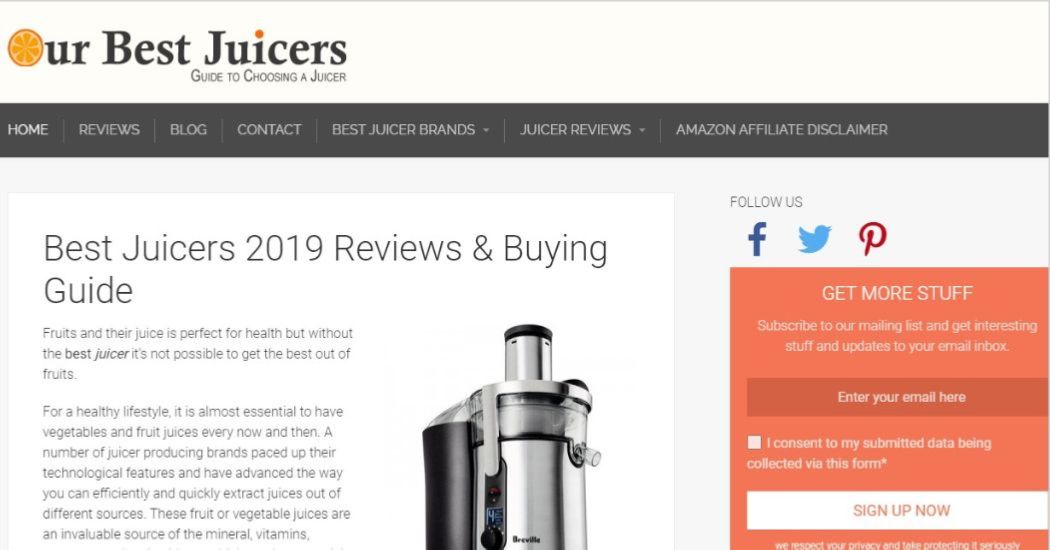 Our Best Juicers
Guide to Choosing a Juicer
HOME REVIEWS BLOG CONTACT BEST JUICER BRANDS JUICER REVIEWS AMAZON AFFILIATE DISCLAIMER
Best Juicers 2019 Reviews & Buying
Guide
Fruits and their juice is perfect for health but without
the best juicer it's not possible to get the best out of
fruits.
For a healthy lifestyle, it is almost essential to have
vegetables and fruit juices every now and then. A
number of juicer producing brands paced up their
technological features and have advanced the way
you can efficiently and quickly extract juices out of
different sources. These fruit or vegetable juices are
an invaluable source of the mineral, vitamins,
Breville
FOLLOW US
GET MORE STUFF
Subscribe to our mailing list and get interesting
stuff and updates to your email inbox.
Enter your email here
I consent to my submitted data being
collected via this form*
SIGN UP NOW
we respect your privacy and take protecting it seriously